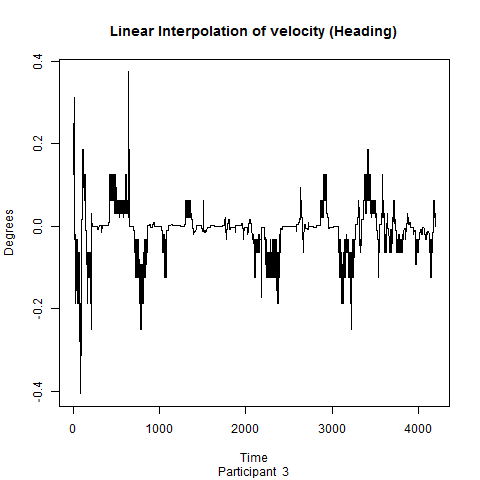 Linear Interpolation of velocity (Heading)
0.4
0.2
0.0
-0.2
-0.4
Degrees
0 1000 2000 3000 4000
Time
Participant 3